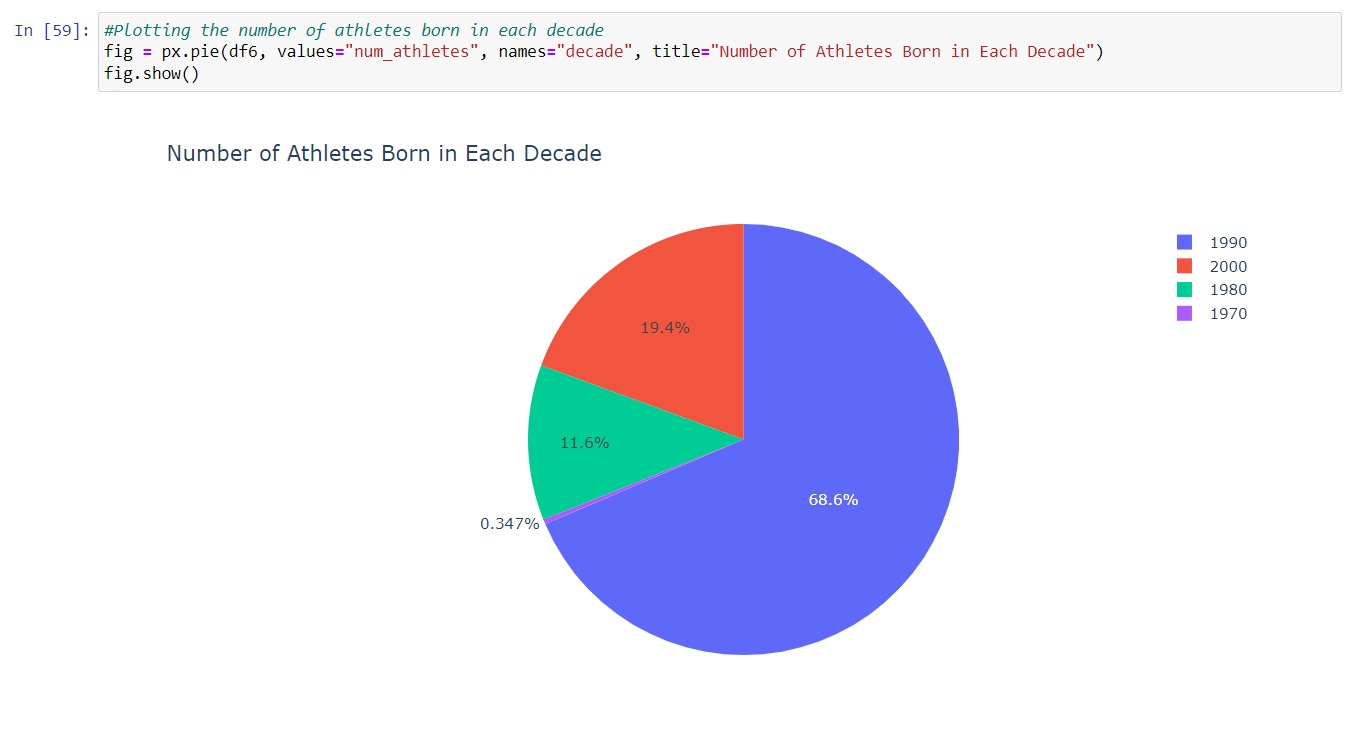 In [59]:
#Plotting the number of athletes born in each decade
fig = px.pie(df6, values="num_athletes", names="decade", title="Number of Athletes Born in Each Decade")
fig.show()
Number of Athletes Born in Each Decade
1990
2000
1980
1970
19.4%
11.6%
68.6%
0.347%